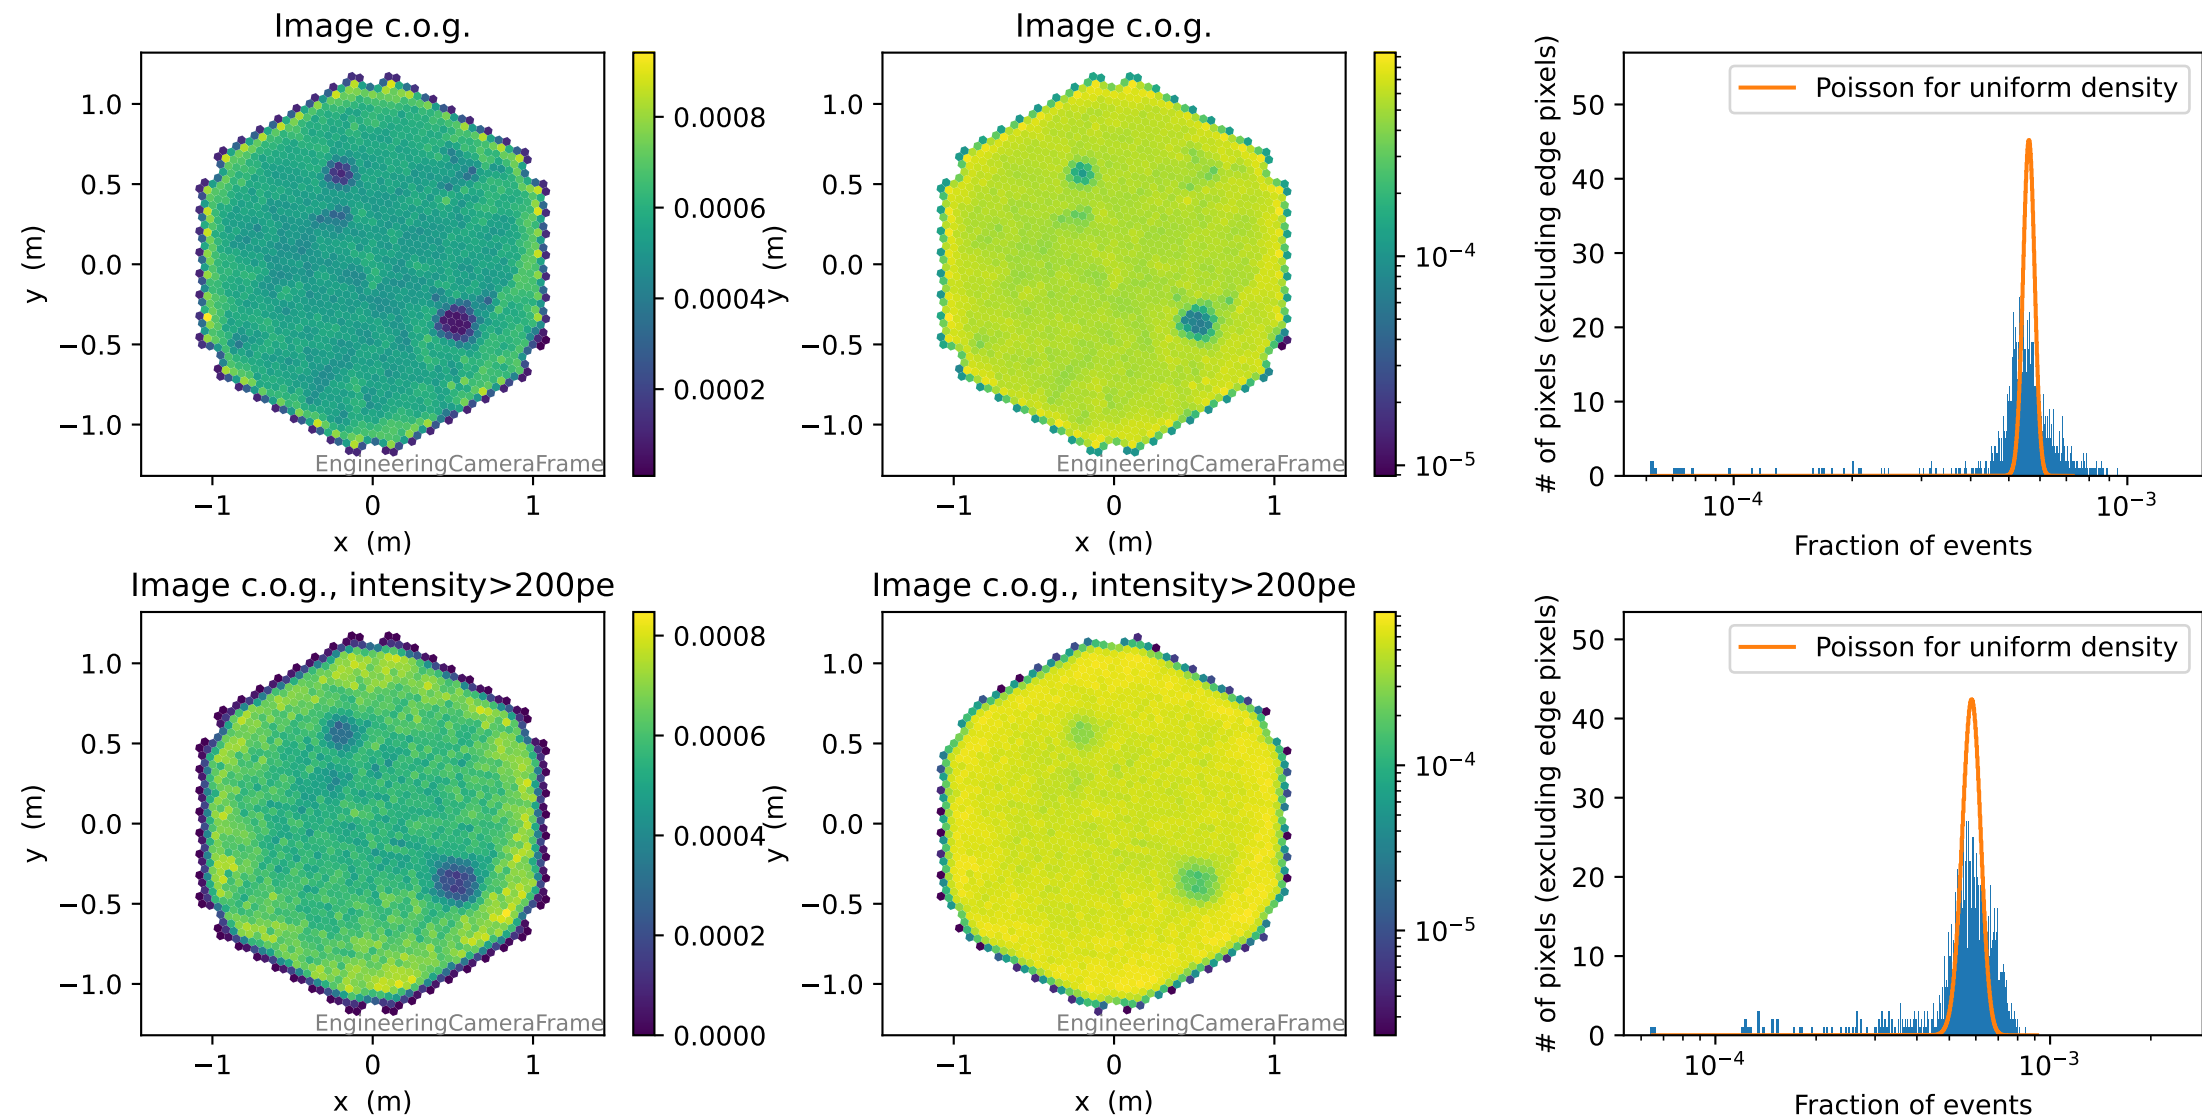 Image c.o.g.
1.0
0.5
0.0
−0.5
−1.0
y (m)
−1
0
1
x (m)
EngineeringCameraFrame
0.0008
0.0006
0.0004
0.0002
Image c.o.g.
1.0
0.5
0.0
−0.5
−1.0
y (m)
−1
0
1
x (m)
EngineeringCameraFrame
10⁻⁴
10⁻⁵
# of pixels (excluding edge pixels)
50
40
30
20
10
0
Poisson for uniform density
10⁻⁴
10⁻³
Fraction of events
Image c.o.g., intensity>200pe
1.0
0.5
0.0
−0.5
−1.0
y (m)
−1
0
1
x (m)
EngineeringCameraFrame
0.0008
0.0006
0.0004
0.0002
0.0000
Image c.o.g., intensity>200pe
1.0
0.5
0.0
−0.5
−1.0
y (m)
−1
0
1
x (m)
EngineeringCameraFrame
10⁻⁴
10⁻⁵
# of pixels (excluding edge pixels)
50
40
30
20
10
0
Poisson for uniform density
10⁻⁴
10⁻³
Fraction of events